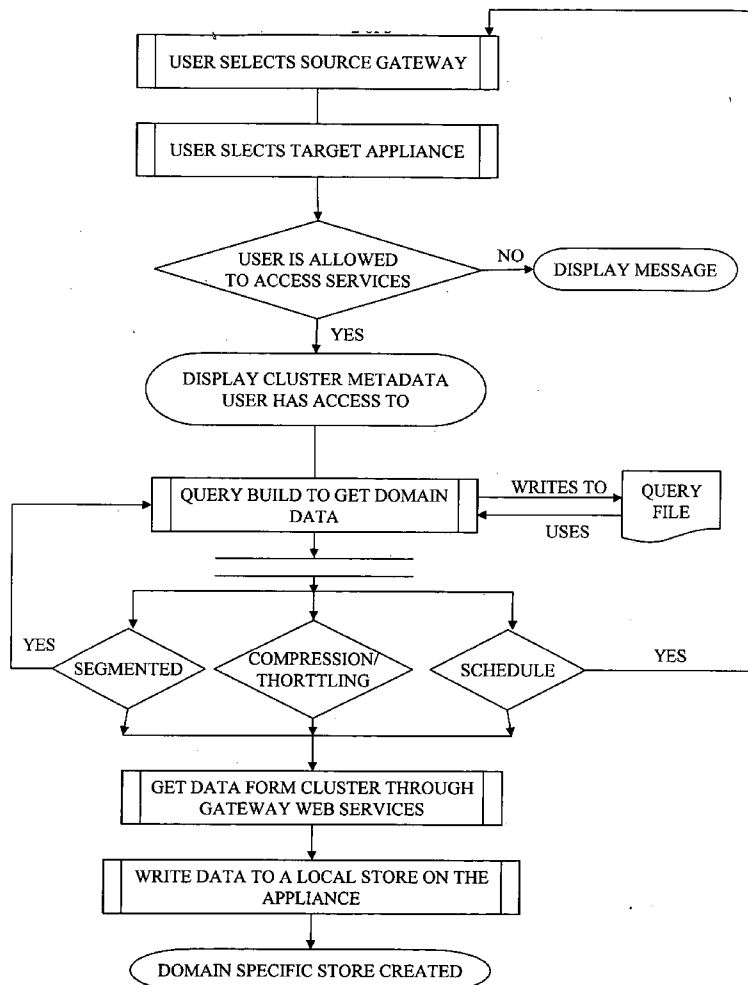 USER SELECTS SOURCE GATEWAY
USER SLECTS TARGET APPLIANCE
USER IS ALLOWED
TO ACCESS SERVICES
NO
DISPLAY MESSAGE
YES
DISPLAY CLUSTER METADATA
USER HAS ACCESS TO
QUERY BUILD TO GET DOMAIN
DATA
WRITES TO
USES
QUERY
FILE
YES
SEGMENTED
COMPRESSION/
THORTTLING
SCHEDULE
YES
GET DATA FORM CLUSTER THROUGH
GATEWAY WEB SERVICES
WRITE DATA TO A LOCAL STORE ON THE
APPLIANCE
DOMAIN SPECIFIC STORE CREATED